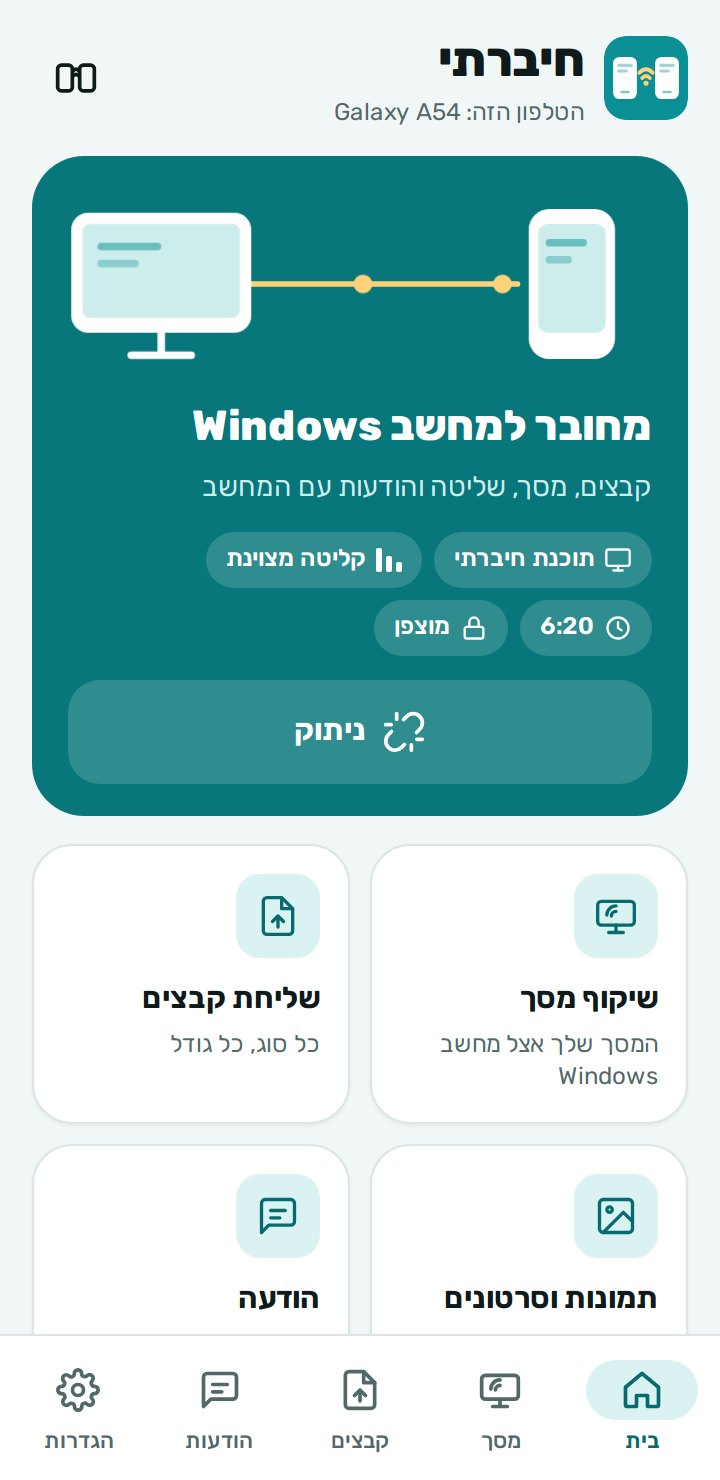 חיברתי
הטלפון הזה: Galaxy A54
מחובר למחשב Windows
קבצים, מסך, שליטה והודעות עם המחשב
תוכנת חיברתי
קליטה מצוינת
6:20
מוצפן
ניתוק
שיקוף מסך
המסך שלך אצל מחשב
Windows
שליחת קבצים
כל סוג, כל גודל
תמונות וסרטונים
הודעה
בית
מסך
קבצים
הודעות
הגדרות